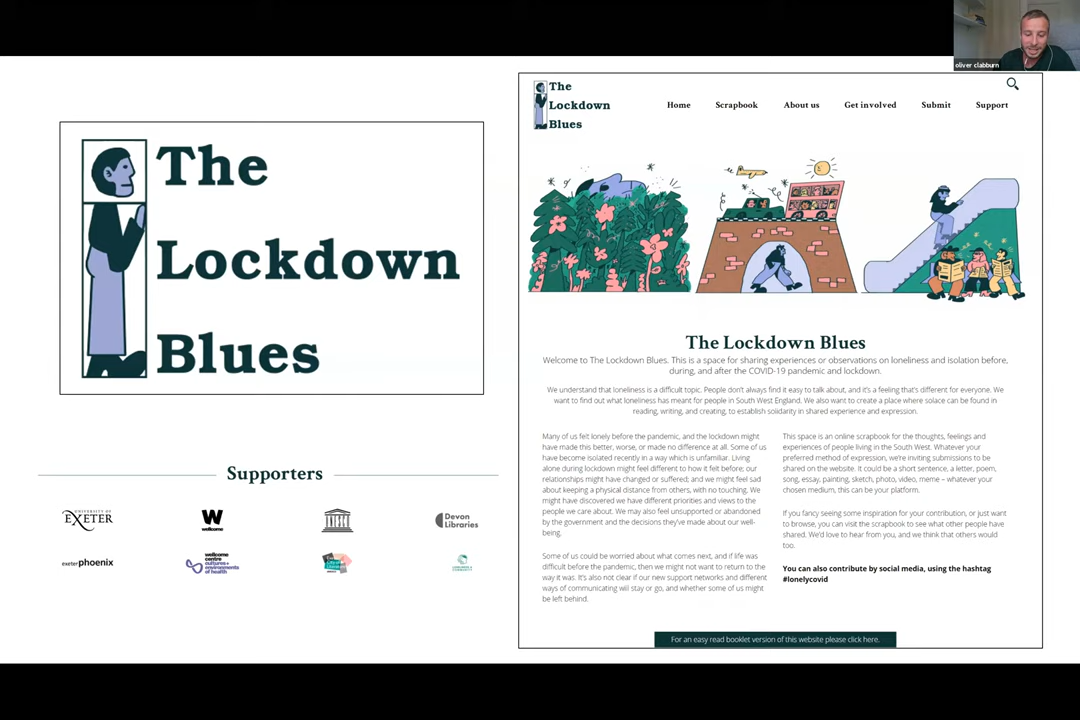 oliver clabburn
The
Lockdown
Blues
Supporters
UNIVERSITY OF
EXETER
W
wellcome
unesco
Devon
Libraries
exeterphoenix
wellcome
centre
cultures+
environments
of health
The
Lockdown
Blues
Home Scrapbook About us Get involved Submit Support
The Lockdown Blues
Welcome to The Lockdown Blues. This is a space for sharing experiences or observations on loneliness and isolation before,
during, and after the COVID-19 pandemic and lockdown.
We understand that loneliness is a difficult topic. People don't always find it easy to talk about, and it's a feeling that's different for everyone. We
want to find out what loneliness has meant for people in South West England. We also want to create a place where solace can be found in
reading, writing, and creating, to establish solidarity in shared experience and expression.
Many of us felt lonely before the pandemic, and the lockdown might
have made this better, worse, or made no difference at all. Some of us
have become isolated recently in a way which is unfamiliar. Living
alone during lockdown might feel different to how it felt before; our
relationships might have changed or suffered; and we might feel sad
about keeping a physical distance from others, with no touching. We
might have discovered we have different priorities and views to the
people we care about. We may also feel unsupported or abandoned
by the government and the decisions they've made about our well-
being.
Some of us could be worried about what comes next, and if life was
difficult before the pandemic, then we might not want to return to the
way it was. It's also not clear if our new support networks and different
ways of communicating will stay or go, and whether some of us might
be left behind.
This space is an online scrapbook for the thoughts, feelings and
experiences of people living in the South West. Whatever your
preferred method of expression, we're inviting submissions to be
shared on the website. It could be a short sentence, a letter, poem,
song, essay, painting, sketch, photo, video, meme – whatever your
chosen medium, this can be your platform.
If you fancy seeing some inspiration for your contribution, or just want
to browse, you can visit the scrapbook to see what other people have
shared. We'd love to hear from you, and we think that others would
too.
You can also contribute by social media, using the hashtag
#lonelycovid
For an easy read booklet version of this website please click here.